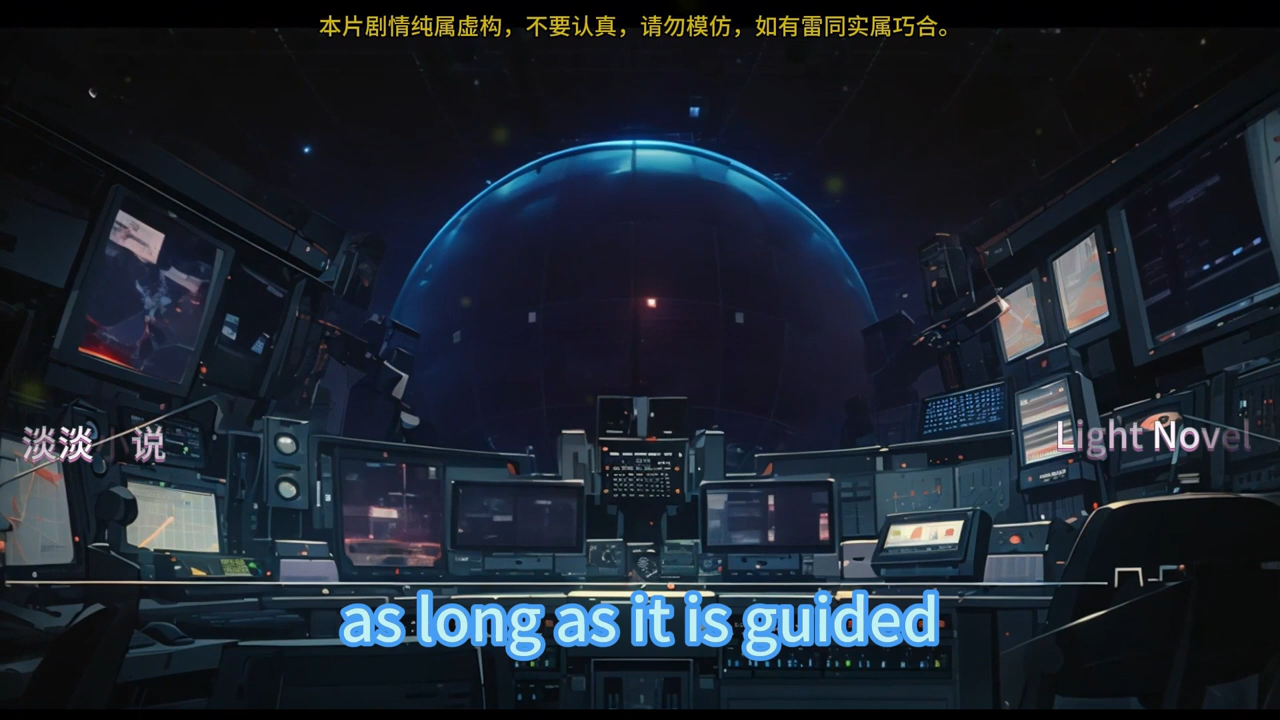 本片剧情纯属虚构，不要认真，请勿模仿，如有雷同实属巧合。
淡淡小说
Light Novel
as long as it is guided